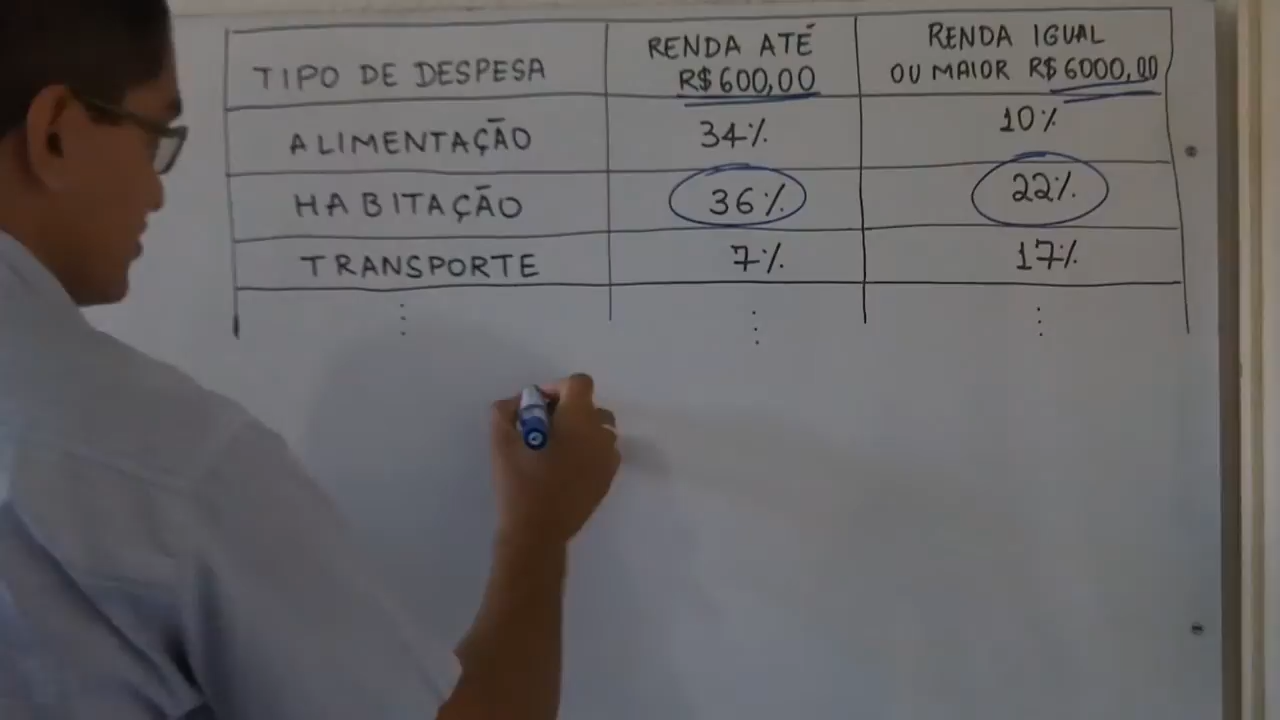 TIPO DE DESPESA
RENDA ATÉ
R$600,00
RENDA IGUAL
OU MAIOR R$6000,00
ALIMENTAÇÃO
34%
10%
HABITAÇÃO
36%
22%
TRANSPORTE
7%
17%